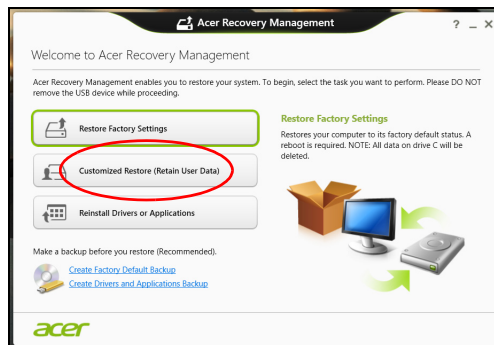 Acer Recovery Management
Welcome to Acer Recovery Management
Acer Recovery Management enables you to restore your system. To begin, select the task you want to perform. Please DO NOT
remove the USB device while proceeding.
Restore Factory Settings
Customized Restore (Retain User Data)
Reinstall Drivers or Applications
Restore Factory Settings
Restores your computer to its factory default status. A
reboot is required. NOTE: All data on drive C will be
deleted.
Make a backup before you restore (Recommended).
Create Factory Default Backup
Create Drivers and Applications Backup
acer